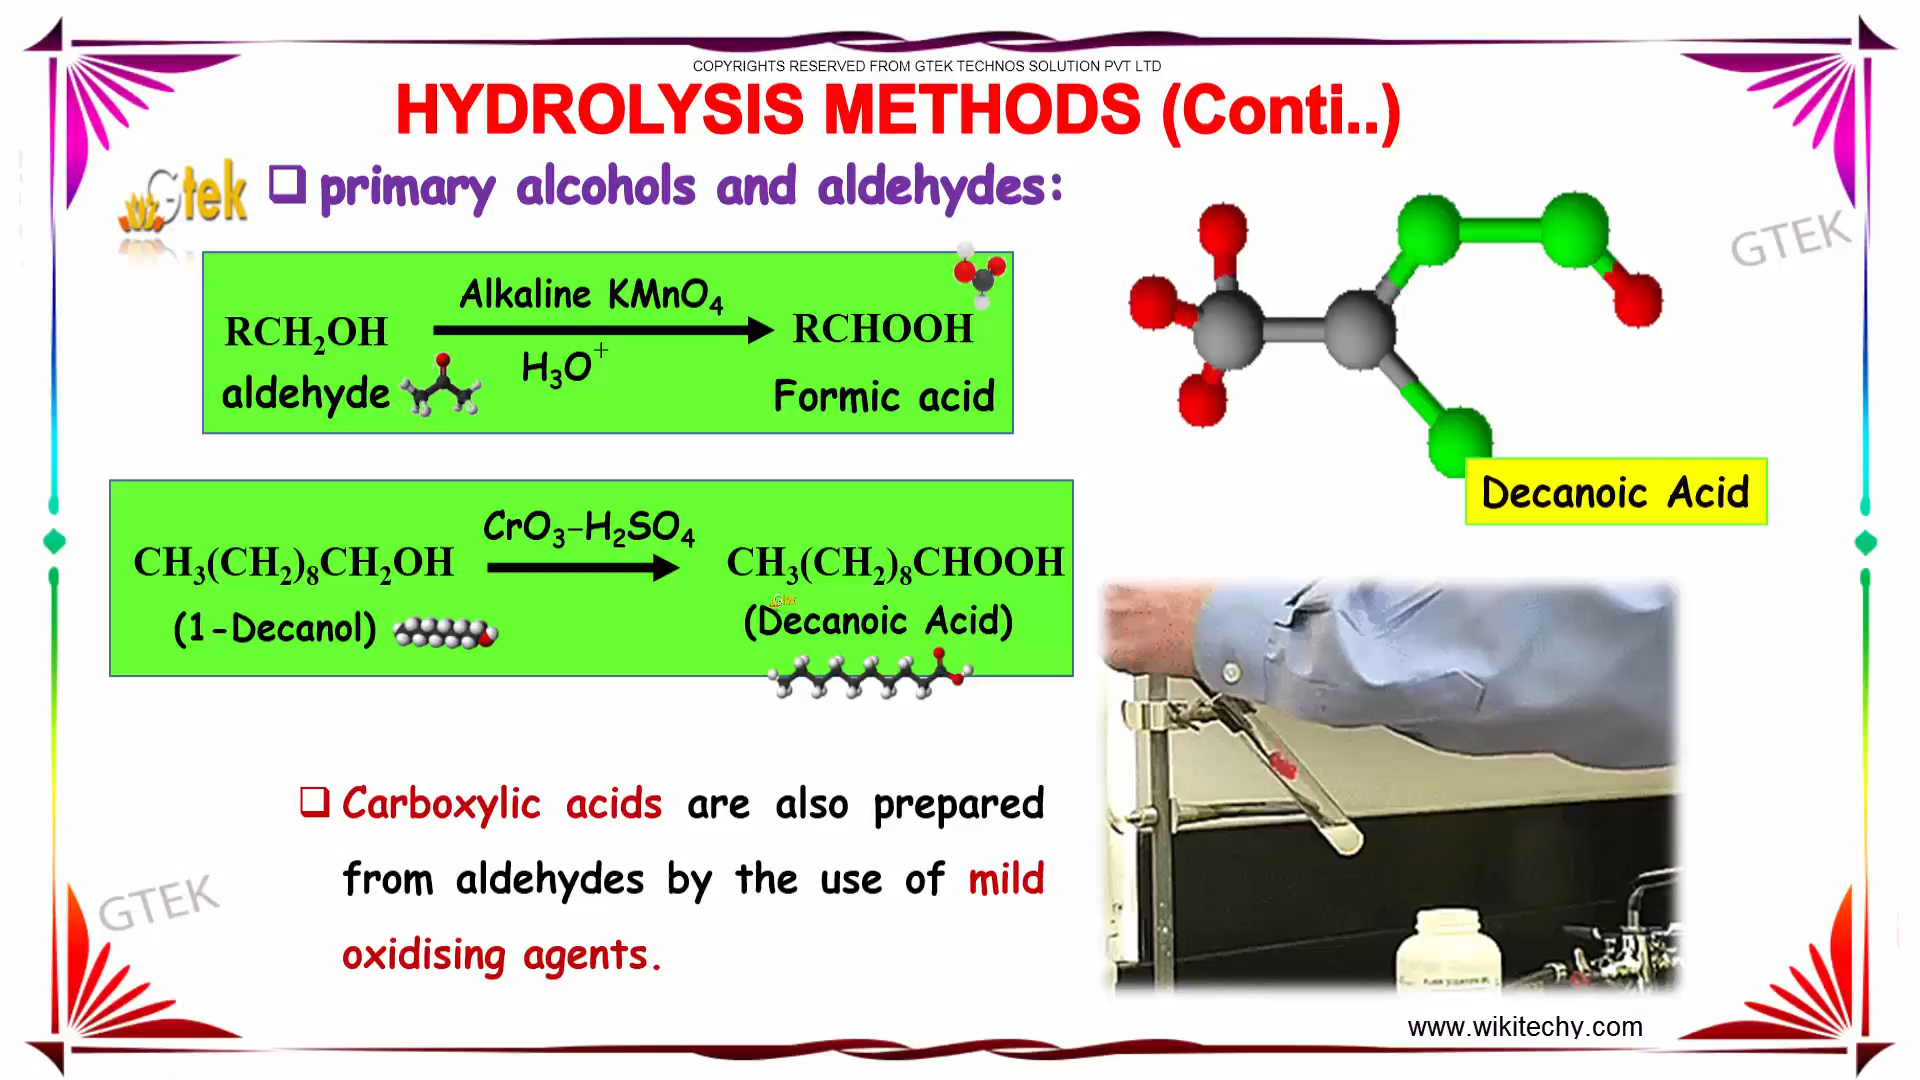 COPYRIGHTS RESERVED FROM GTEK TECHNOS SOLUTION PVT LTD
HYDROLYSIS METHODS (Conti..)
Gtek
❑ primary alcohols and aldehydes:
GTEK
Alkaline KMnO₄
RCH₂OH
RCHOOH
H₃O⁺
aldehyde
Formic acid
Decanoic Acid
CrO₃–H₂SO₄
CH₃(CH₂)₈CH₂OH
CH₃(CH₂)₈CHOOH
(1-Decanol)
(Decanoic Acid)
❑ Carboxylic acids are also prepared
from aldehydes by the use of mild
oxidising agents.
GTEK
www.wikitechy.com